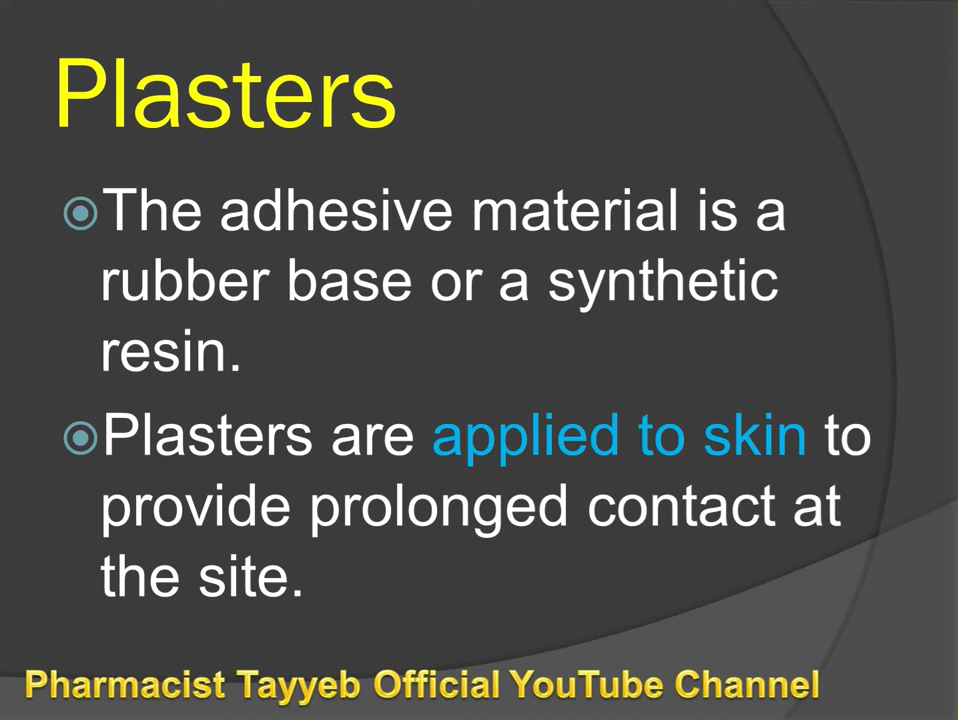 Plasters
The adhesive material is a
rubber base or a synthetic
resin.
Plasters are applied to skin to
provide prolonged contact at
the site.
Pharmacist Tayyeb Official YouTube Channel